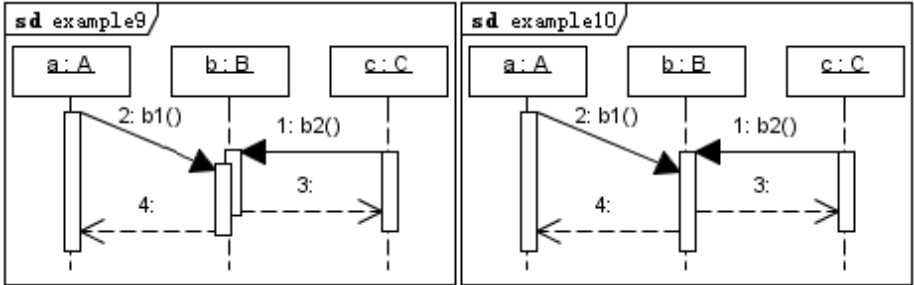 sd example9
a : A
b : B
c : C
2: b1()
1: b2()
3:
4:
sd example10
a : A
b : B
c : C
2: b1()
1: b2()
3:
4: